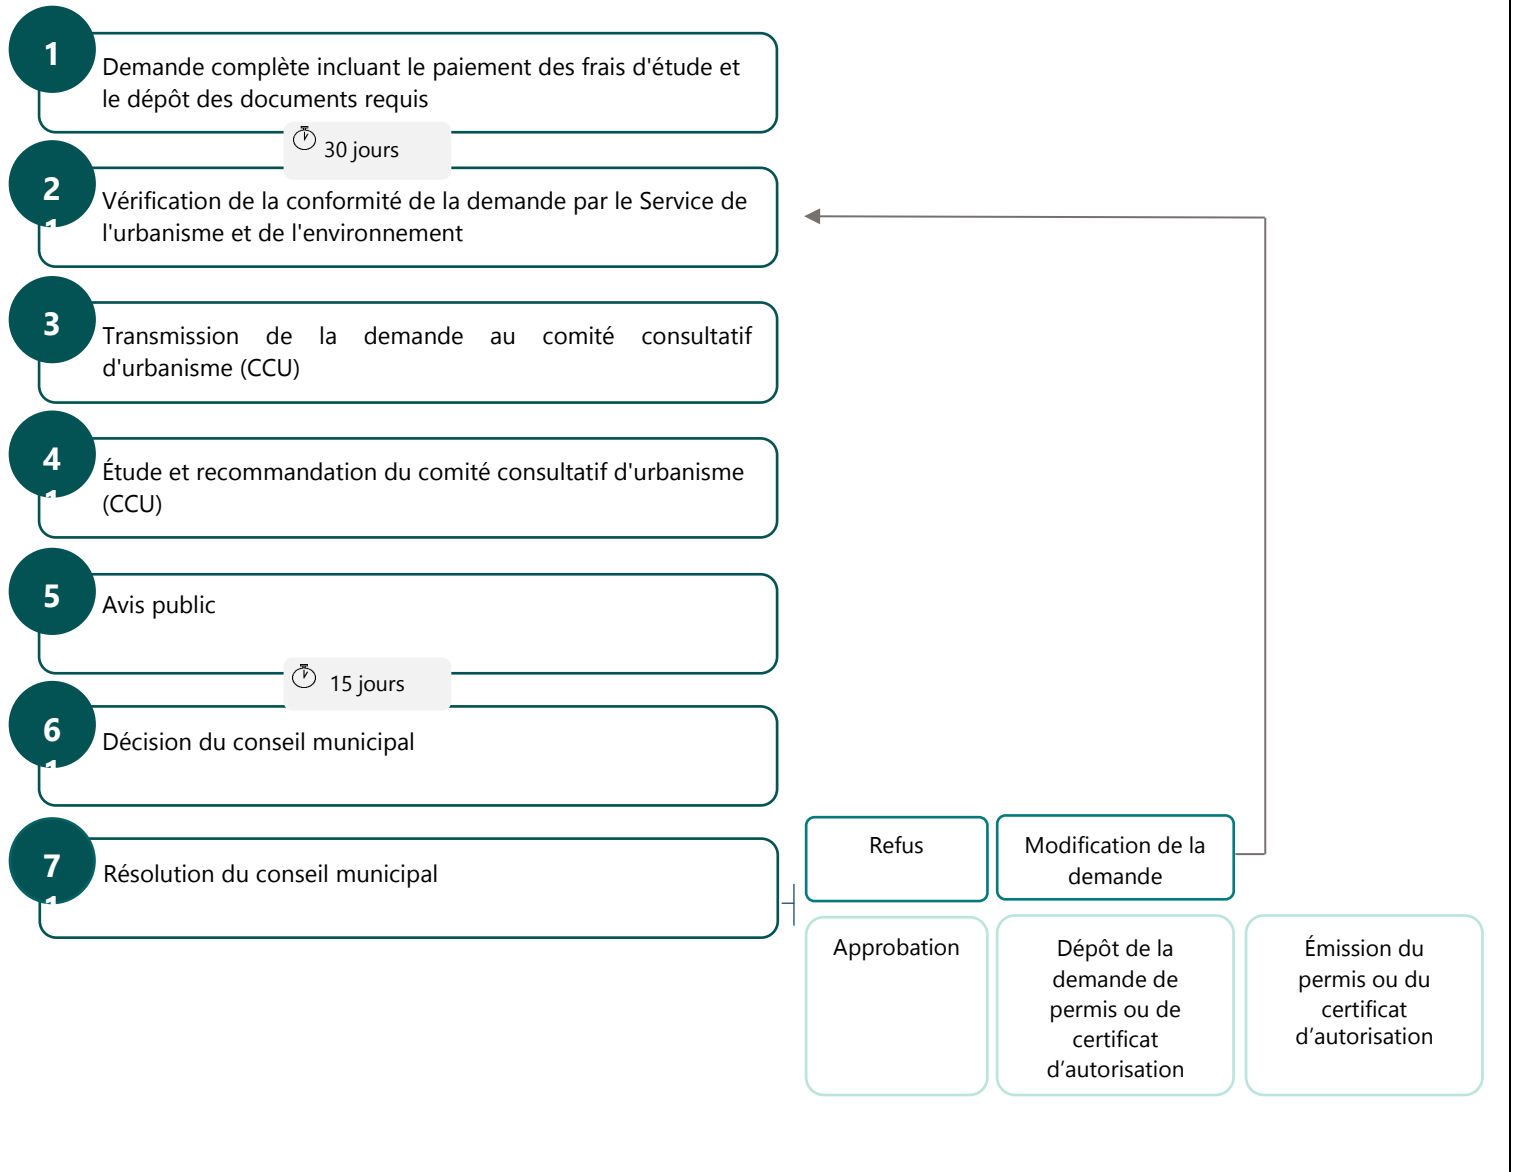 1
Demande complète incluant le paiement des frais d'étude et
le dépôt des documents requis
30 jours
2
Vérification de la conformité de la demande par le Service de
l'urbanisme et de l'environnement
3
Transmission de la demande au comité consultatif
d'urbanisme (CCU)
4
Étude et recommandation du comité consultatif d'urbanisme
(CCU)
5
Avis public
15 jours
6
Décision du conseil municipal
7
Résolution du conseil municipal
Refus
Modification de la
demande
Approbation
Dépôt de la
demande de
permis ou de
certificat
d’autorisation
Émission du
permis ou du
certificat
d’autorisation